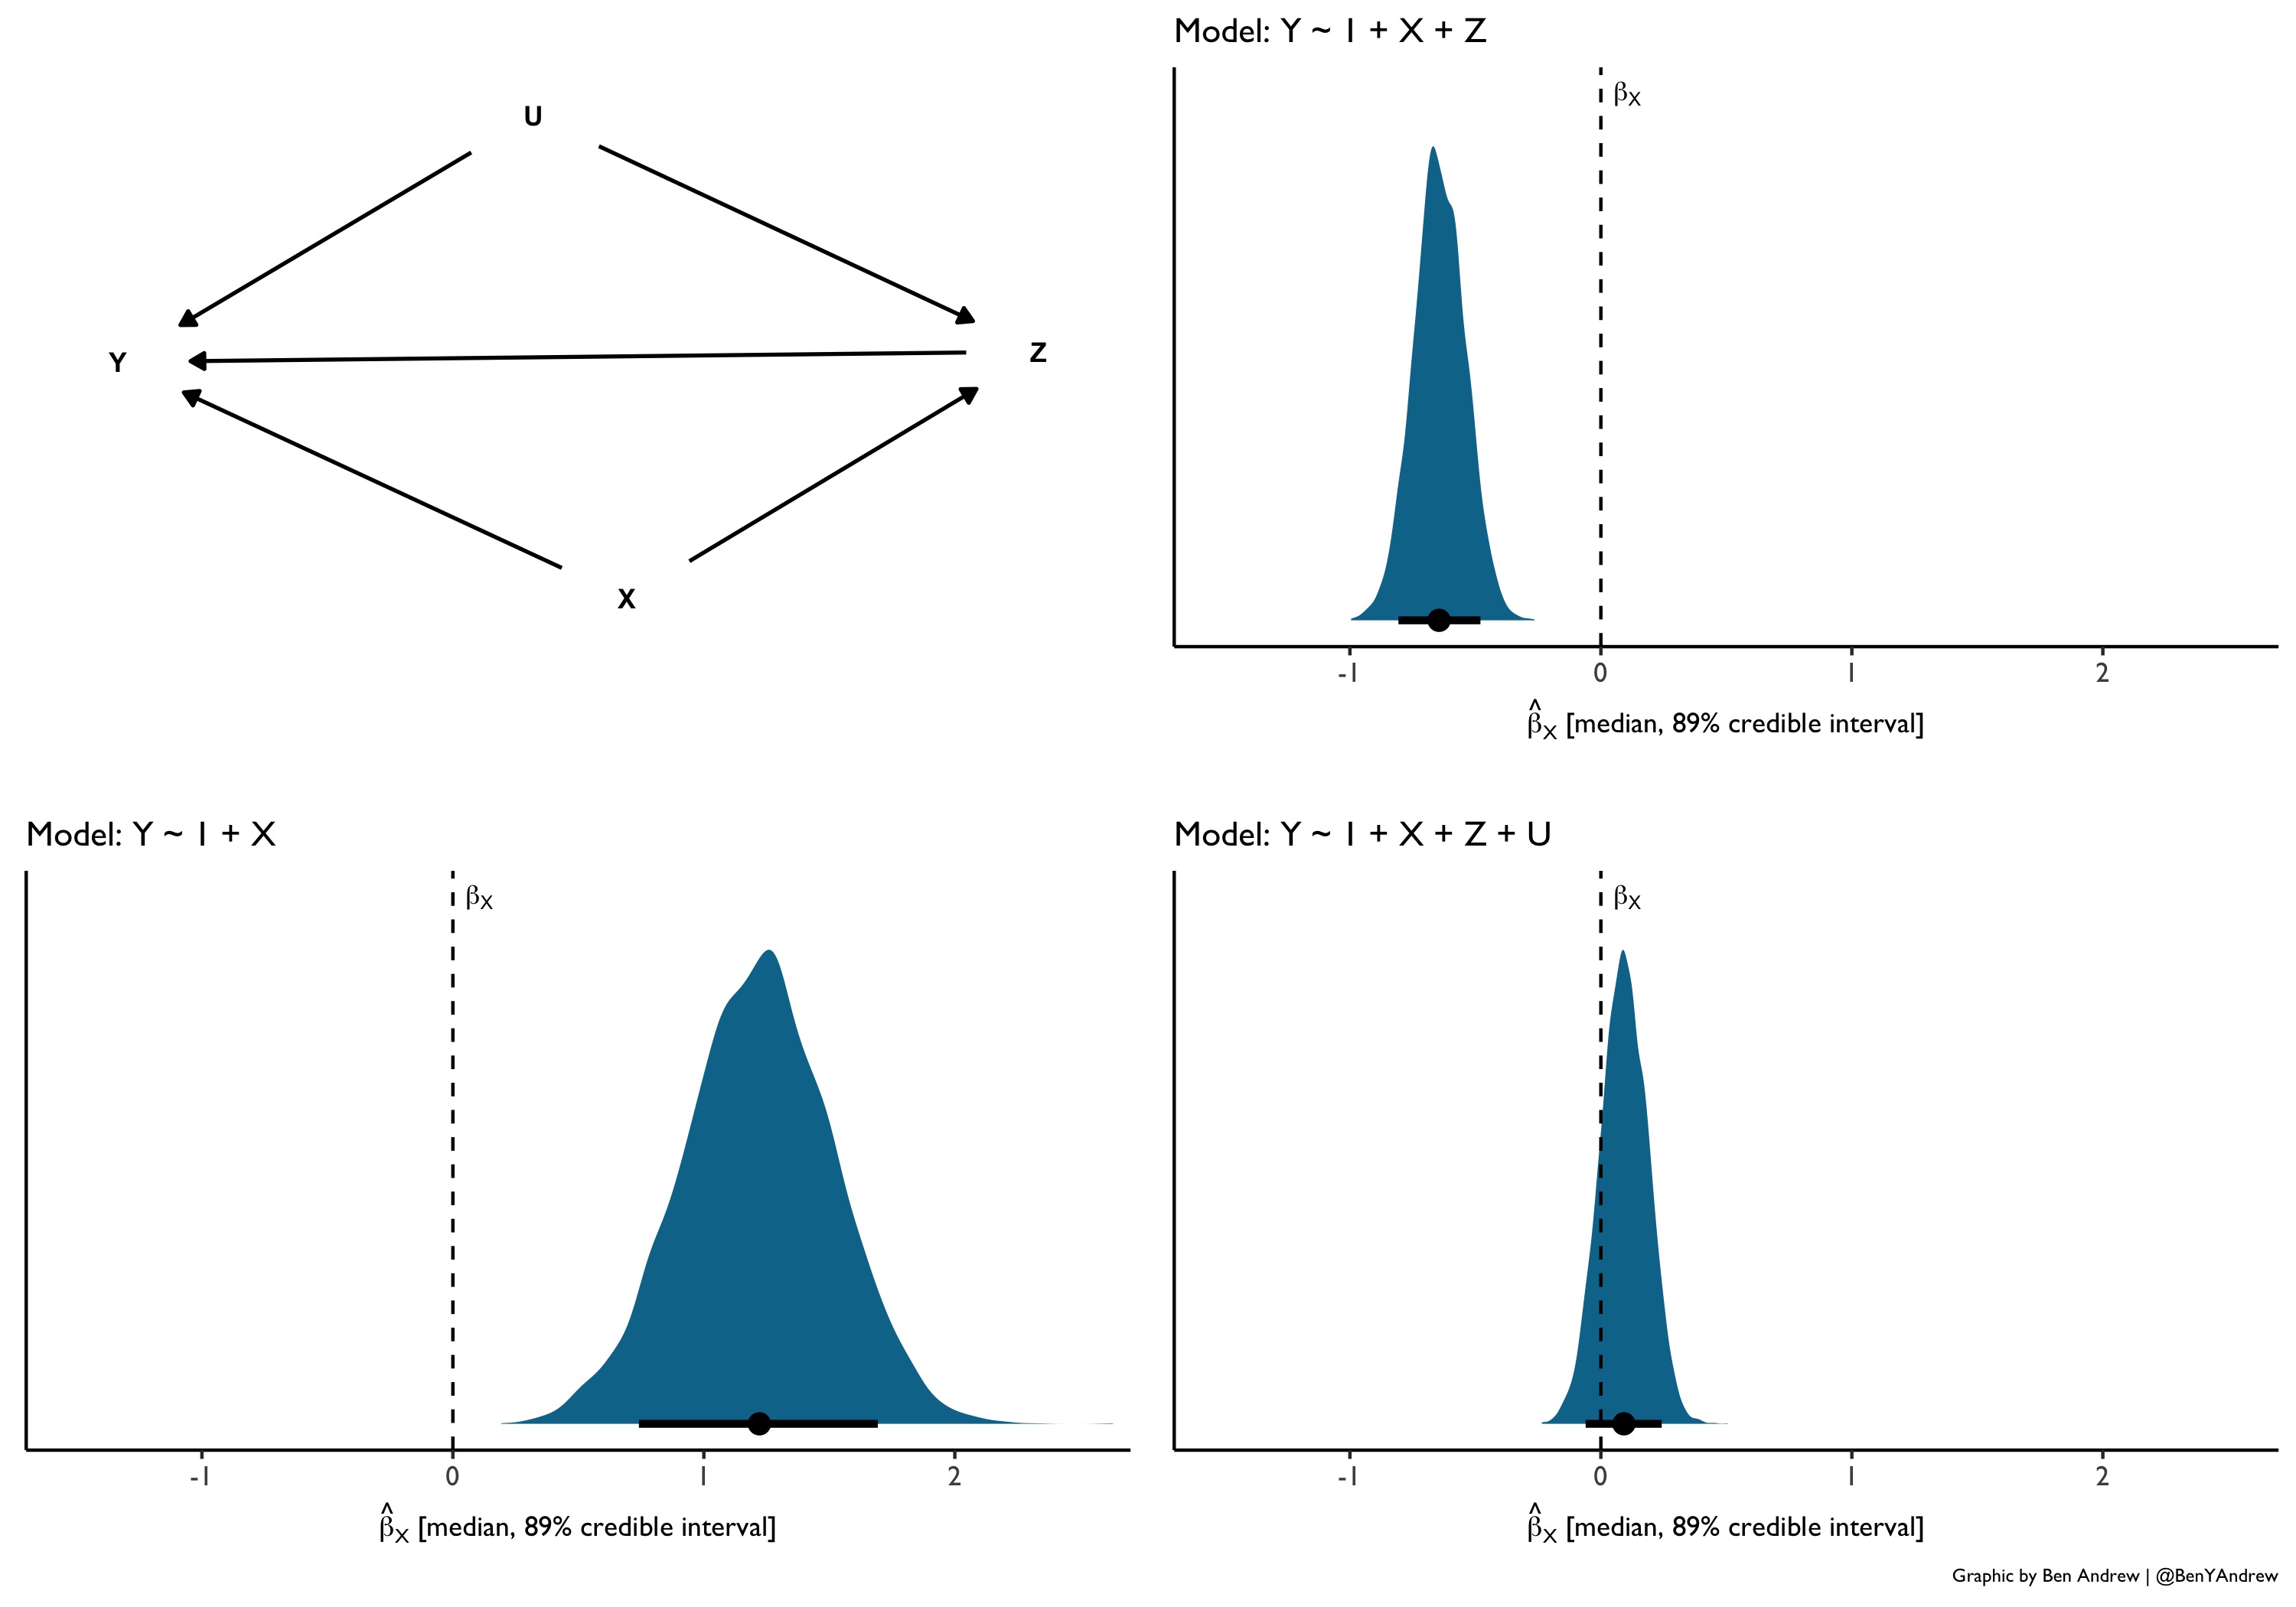 U
Y
Z
X
Model: Y ~ 1 + X + Z
βX
-1 0 1 2
β̂X [median, 89% credible interval]
Model: Y ~ 1 + X
βX
-1 0 1 2
β̂X [median, 89% credible interval]
Model: Y ~ 1 + X + Z + U
βX
-1 0 1 2
β̂X [median, 89% credible interval]
Graphic by Ben Andrew | @BenYAndrew